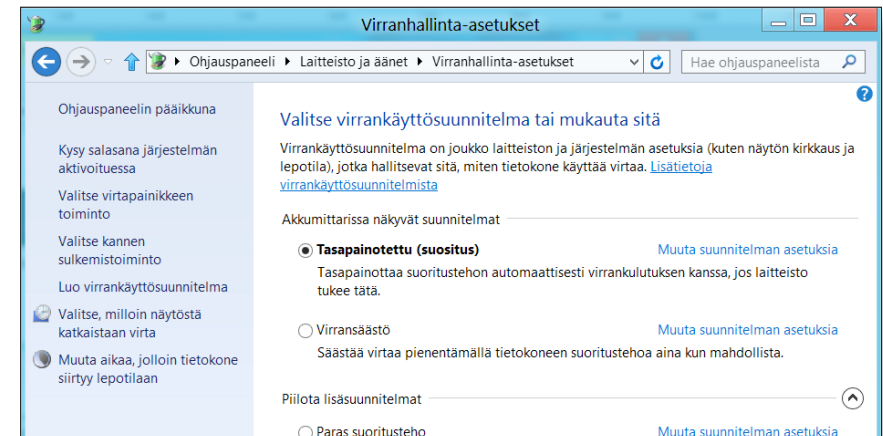 Virranhallinta-asetukset
Ohjauspaneeli Laitteisto ja äänet Virranhallinta-asetukset
Hae ohjauspaneelista
Ohjauspaneelin pääikkuna
Kysy salasana järjestelmän
aktivoituessa
Valitse virtapainikkeen
toiminto
Valitse kannen
sulkemistoiminto
Luo virrankäyttösuunnitelma
Valitse, milloin näytöstä
katkaistaan virta
Muuta aikaa, jolloin tietokone
siirtyy lepotilaan
Valitse virrankäyttösuunnitelma tai mukauta sitä
Virrankäyttösuunnitelma on joukko laitteiston ja järjestelmän asetuksia (kuten näytön kirkkaus ja
lepotila), jotka hallitsevat sitä, miten tietokone käyttää virtaa. Lisätietoja
virrankäyttösuunnitelmista
Akkumittarissa näkyvät suunnitelmat
Tasapainotettu (suositus) Muuta suunnitelman asetuksia
Tasapainottaa suoritustehon automaattisesti virrankulutuksen kanssa, jos laitteisto
tukee tätä.
Virransäästö Muuta suunnitelman asetuksia
Säästää virtaa pienentämällä tietokoneen suoritustehoa aina kun mahdollista.
Piilota lisäsuunnitelmat
Paras suoritusteho Muuta suunnitelman asetuksia